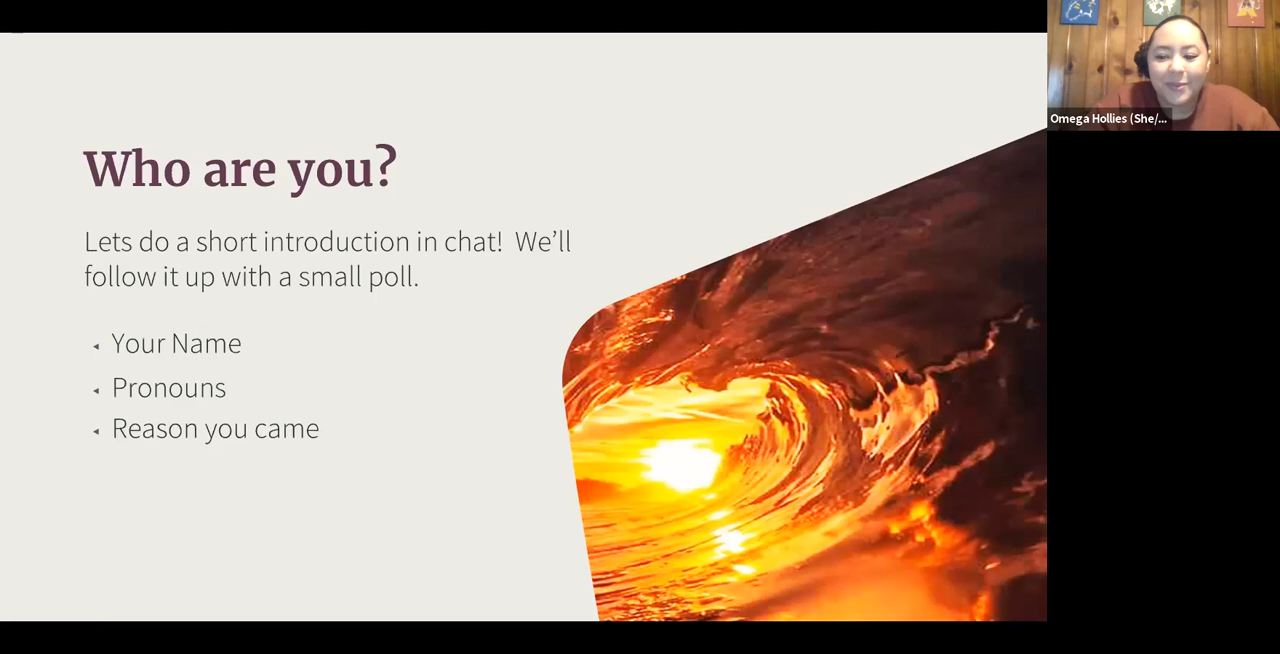 Who are you?
Lets do a short introduction in chat!  We’ll
follow it up with a small poll.
Your Name
Pronouns
Reason you came
Omega Hollies (She/...